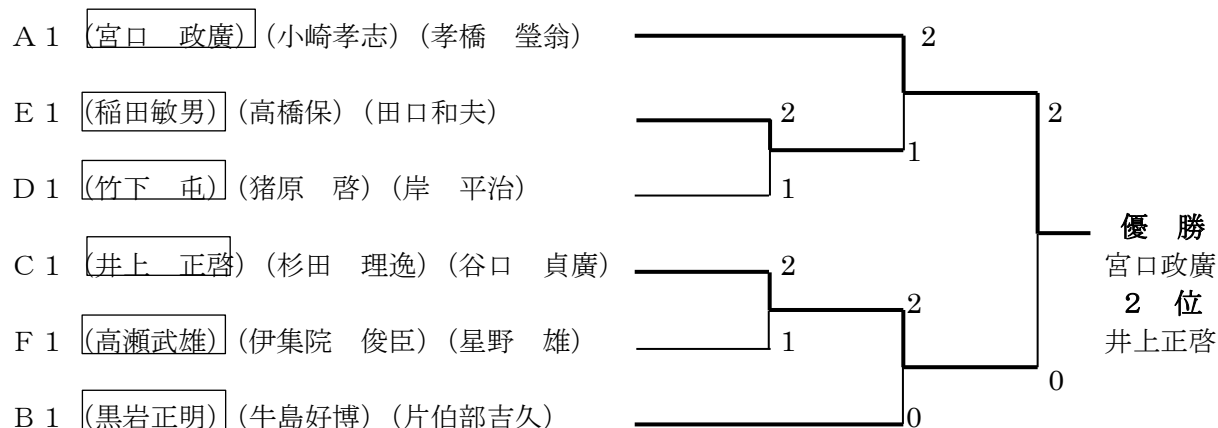 A１ (宮口　政廣) (小崎孝志) (孝橋　瑩翁)
2
E１ (稲田敏男) (高橋保) (田口和夫)
2
2
1
D１ (竹下　屯) (猪原　啓) (岸　平治)
1
優　勝
C１ (井上　正啓) (杉田　理逸) (谷口　貞廣)
2
宮口政廣
2
２　位
F１ (高瀬武雄) (伊集院　俊臣) (星野　雄)
1
井上正啓
0
B１ (黒岩正明) (牛島好博) (片伯部吉久)
0